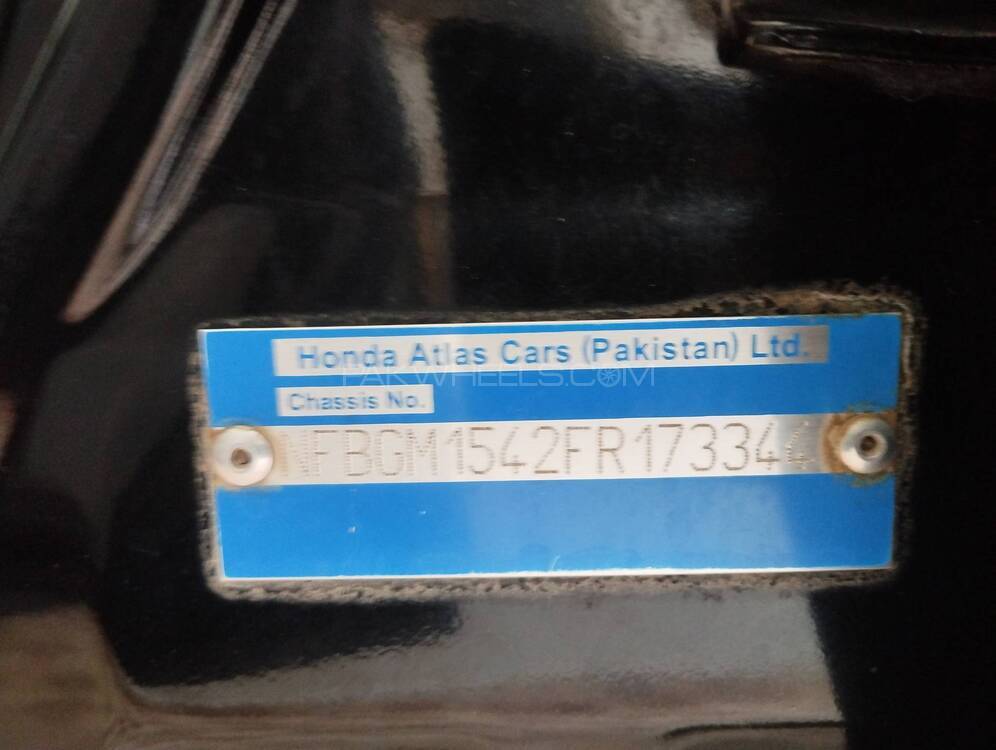 Honda Atlas Cars (Pakistan) Ltd.
PAKWHEELS.COM
Chassis No.
NFBGM1542FR173344